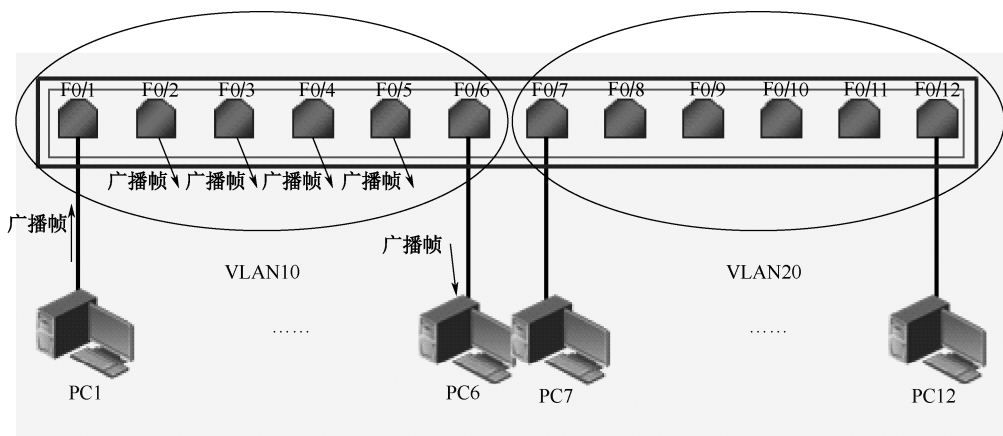 F0/1 F0/2 F0/3 F0/4 F0/5 F0/6 F0/7 F0/8 F0/9 F0/10 F0/11 F0/12
广播帧 广播帧 广播帧 广播帧
广播帧
广播帧
VLAN10 VLAN20
…… ……
PC1 PC6 PC7 PC12